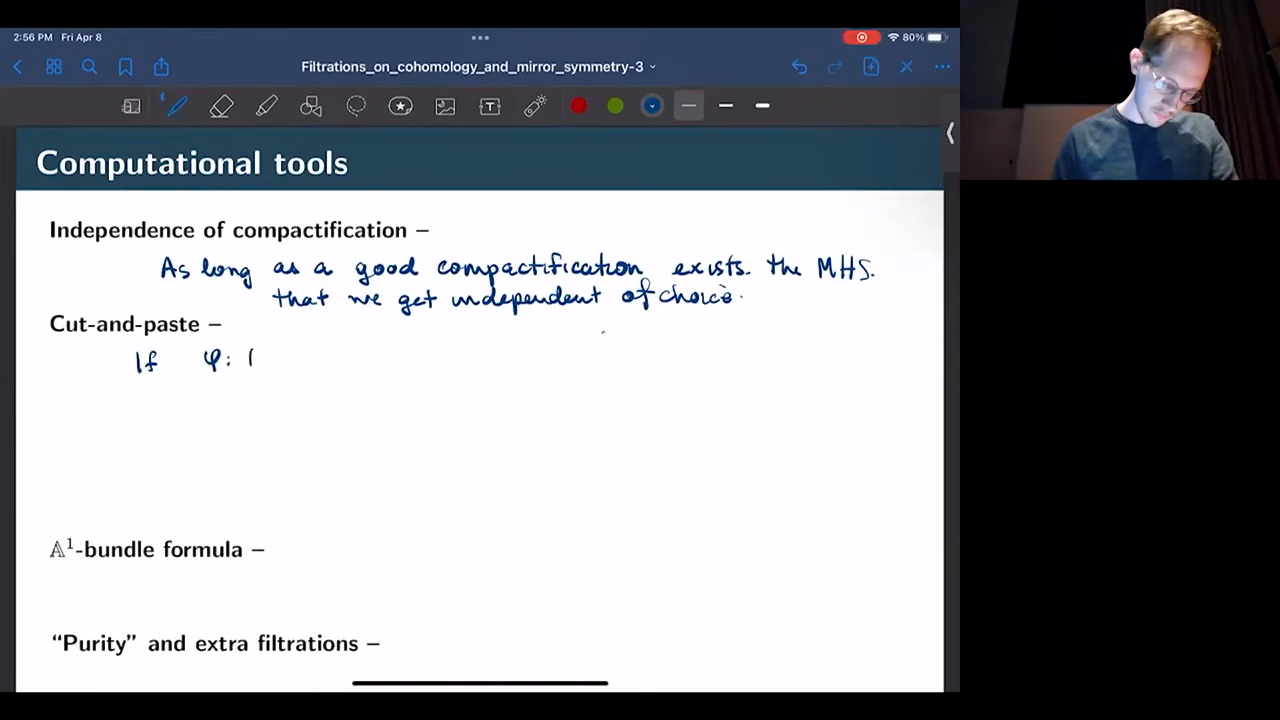 2:56 PM Fri Apr 8
80%
Filtrations_on_cohomology_and_mirror_symmetry-3
Computational tools
Independence of compactification –
As long as a good compactification exists. the MHS.
that we get independent of choice.
Cut-and-paste –
If φ: (
𝔸¹-bundle formula –
“Purity” and extra filtrations –